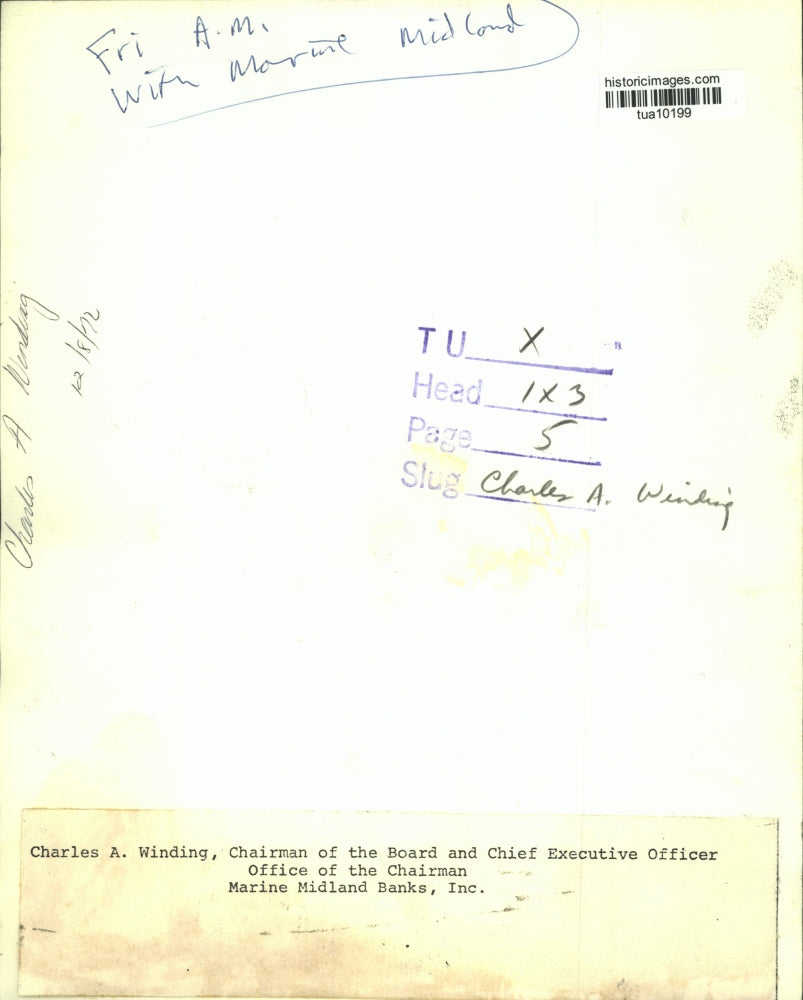 Fri A.M.
With Marine Midland
historicimages.com
tua10199
Charles A Winding
12/8/72
TU X
Head 1x3
Page 5
Slug Charles A. Winding
Charles A. Winding, Chairman of the Board and Chief Executive Officer
Office of the Chairman
Marine Midland Banks, Inc.